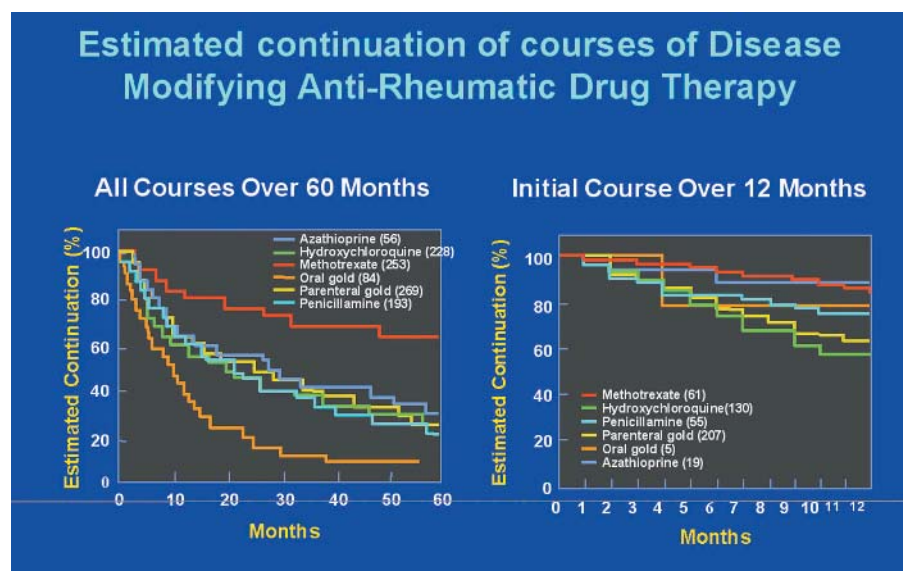 Estimated continuation of courses of Disease
Modifying Anti-Rheumatic Drug Therapy
All Courses Over 60 Months
Estimated Continuation (%)
100
80
60
40
20
0
Azathioprine (56)
Hydroxychloroquine (228)
Methotrexate (253)
Oral gold (84)
Parenteral gold (269)
Penicillamine (193)
0 10 20 30 40 50 60
Months
Initial Course Over 12 Months
Estimated Continuation (%)
100
80
60
40
20
0
Methotrexate (61)
Hydroxychloroquine(130)
Penicillamine (55)
Parenteral gold (207)
Oral gold (5)
Azathioprine (19)
0 1 2 3 4 5 6 7 8 9 10 11 12
Months